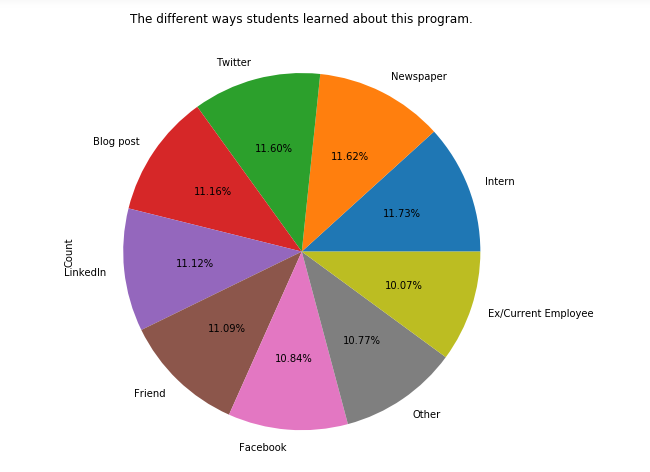 The different ways students learned about this program.
Twitter
Newspaper
Blog post
11.60%
11.62%
Intern
11.16%
11.73%
Count
LinkedIn
11.12%
10.07%
Ex/Current Employee
11.09%
10.84%
10.77%
Friend
Other
Facebook